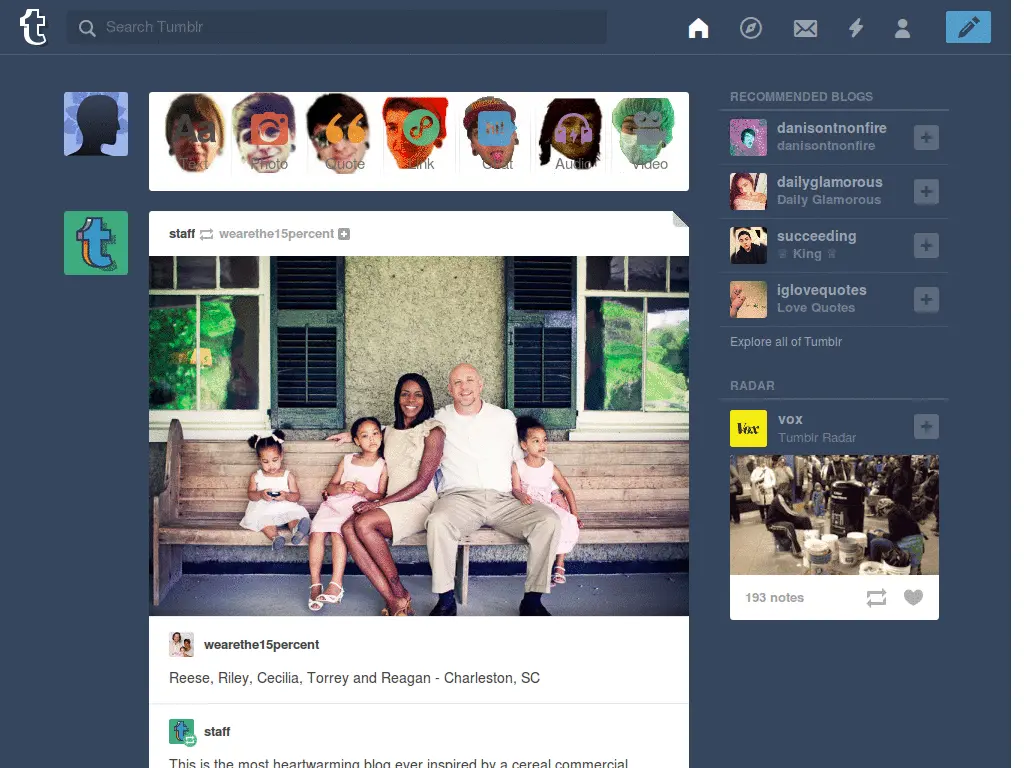 Search Tumblr
Aa
Text
Photo
Quote
Link
Chat
Audio
Video
staff wearethe15percent
wearethe15percent
Reese, Riley, Cecilia, Torrey and Reagan - Charleston, SC
staff
This is the most heartwarming blog ever inspired by a cereal commercial
RECOMMENDED BLOGS
danisontnonfire
danisontnonfire
dailyglamorous
Daily Glamorous
succeeding
♕ King ♕
iglovequotes
Love Quotes
Explore all of Tumblr
RADAR
Vox
vox
Tumblr Radar
193 notes